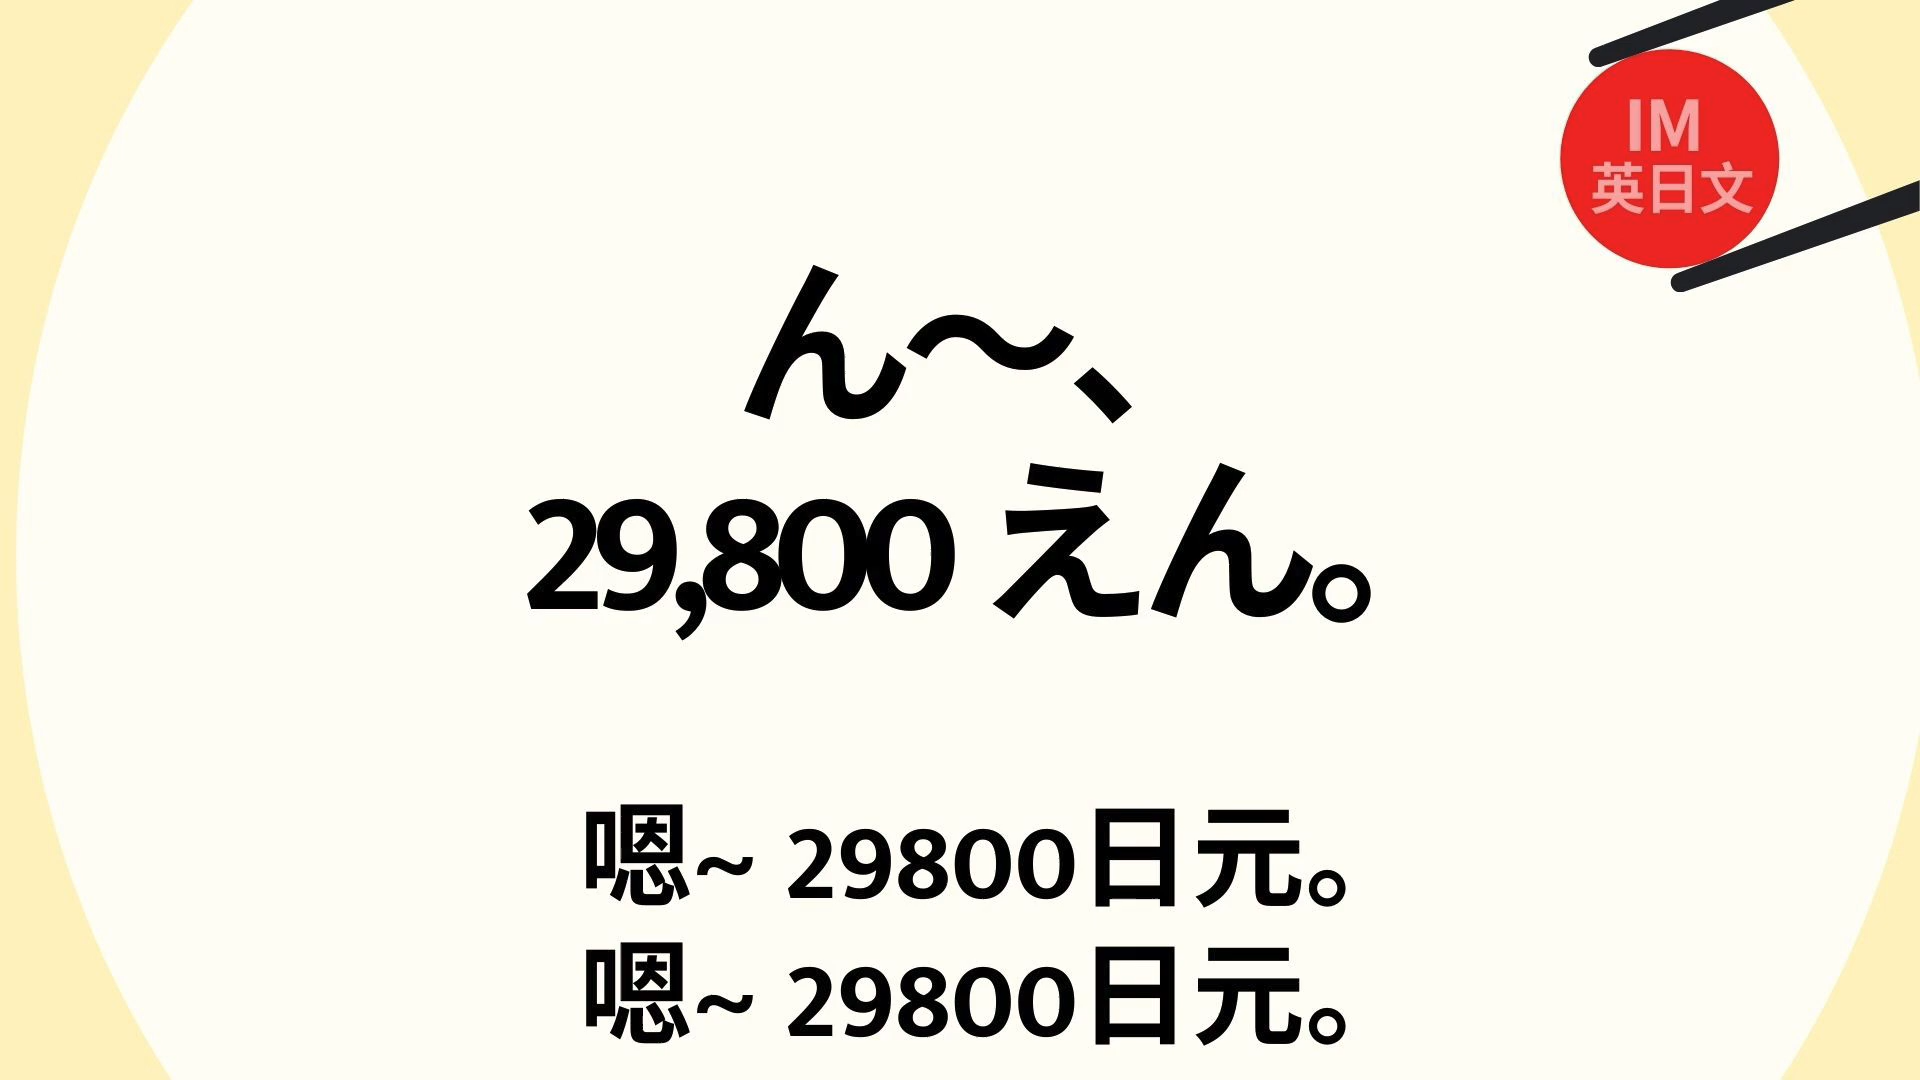 IM
英日文
ん〜、
29,800 えん。
嗯~ 29800日元。
嗯~ 29800日元。